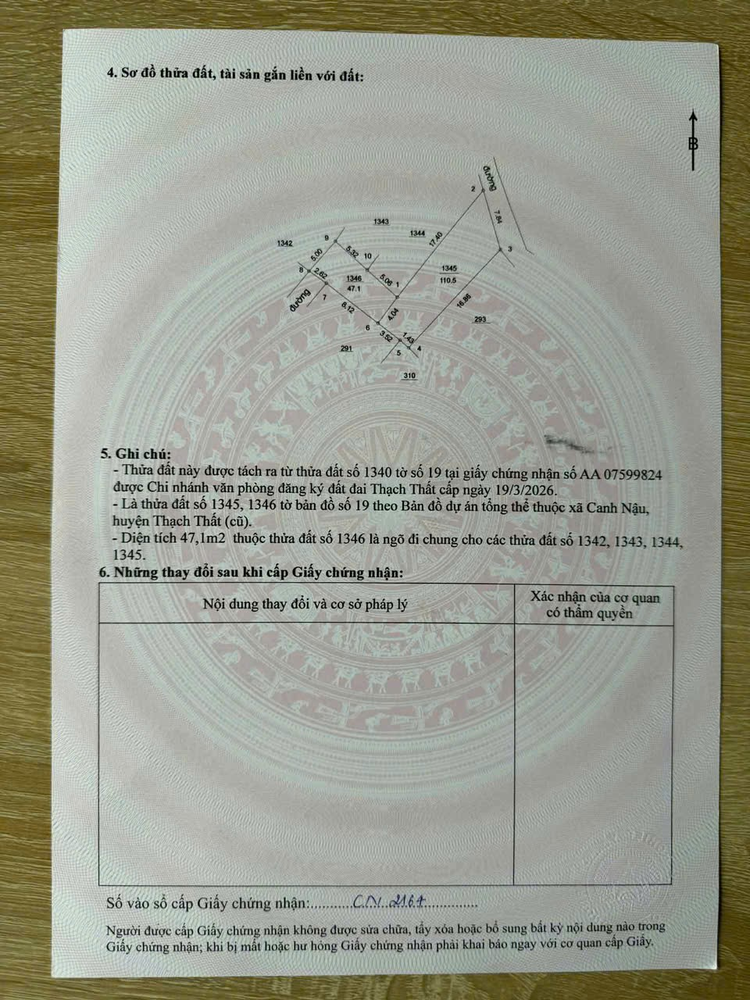 4. Sơ đồ thửa đất, tài sản gắn liền với đất:
B
đường
2
7.84
3
1343
1344
17.40
9
1342
5.00
5.32
10
8
2.62
1346
47.1
5.06
1
1345
110.5
đường
7
8.12
4.04
16.86
293
6
3.52
1.43
4
291
5
310
5. Ghi chú:
- Thửa đất này được tách ra từ thửa đất số 1340 tờ số 19 tại giấy chứng nhận số AA 07599824
được Chi nhánh văn phòng đăng ký đất đai Thạch Thất cấp ngày 19/3/2026.
- Là thửa đất số 1345, 1346 tờ bản đồ số 19 theo Bản đồ dự án tổng thể thuộc xã Canh Nậu,
huyện Thạch Thất (cũ).
- Diện tích 47,1m2 thuộc thửa đất số 1346 là ngõ đi chung cho các thửa đất số 1342, 1343, 1344,
1345.
6. Những thay đổi sau khi cấp Giấy chứng nhận:
Nội dung thay đổi và cơ sở pháp lý
Xác nhận của cơ quan
có thẩm quyền
Số vào sổ cấp Giấy chứng nhận:..........CN 2167..............
Người được cấp Giấy chứng nhận không được sửa chữa, tẩy xóa hoặc bổ sung bất kỳ nội dung nào trong
Giấy chứng nhận; khi bị mất hoặc hư hỏng Giấy chứng nhận phải khai báo ngay với cơ quan cấp Giấy.